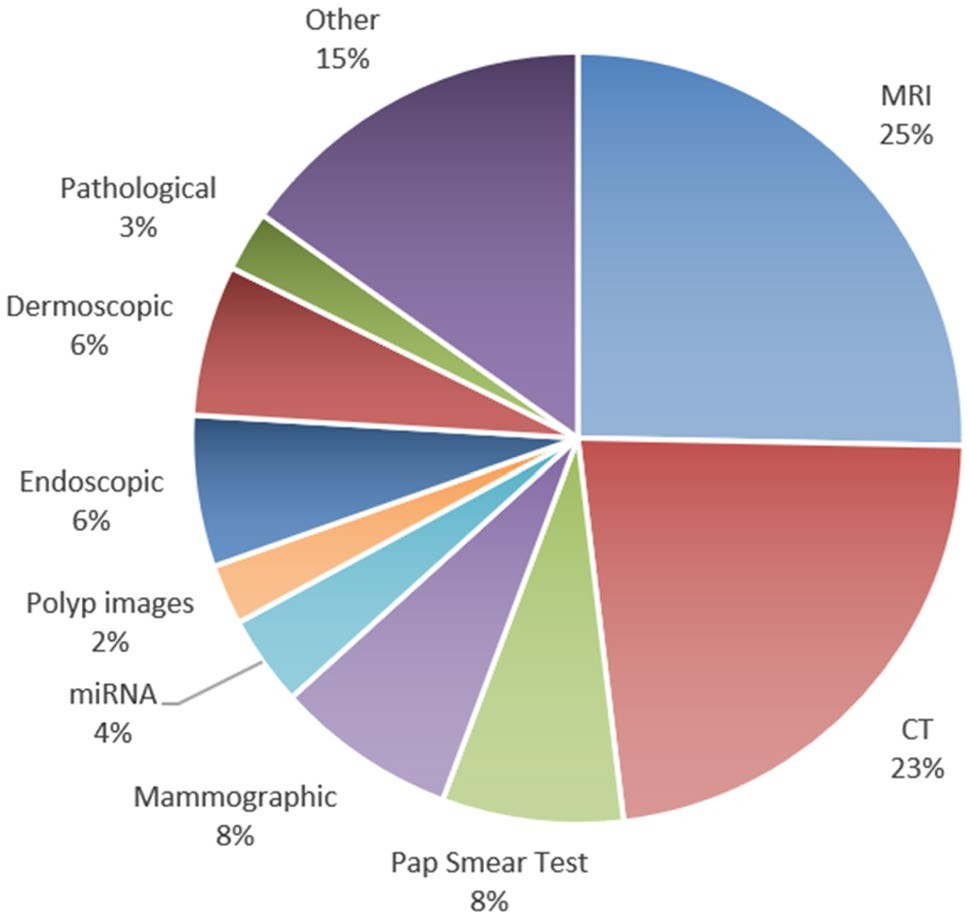 Other
15%
MRI
25%
Pathological
3%
Dermoscopic
6%
Endoscopic
6%
Polyp images
2%
miRNA
4%
CT
23%
Mammographic
8%
Pap Smear Test
8%